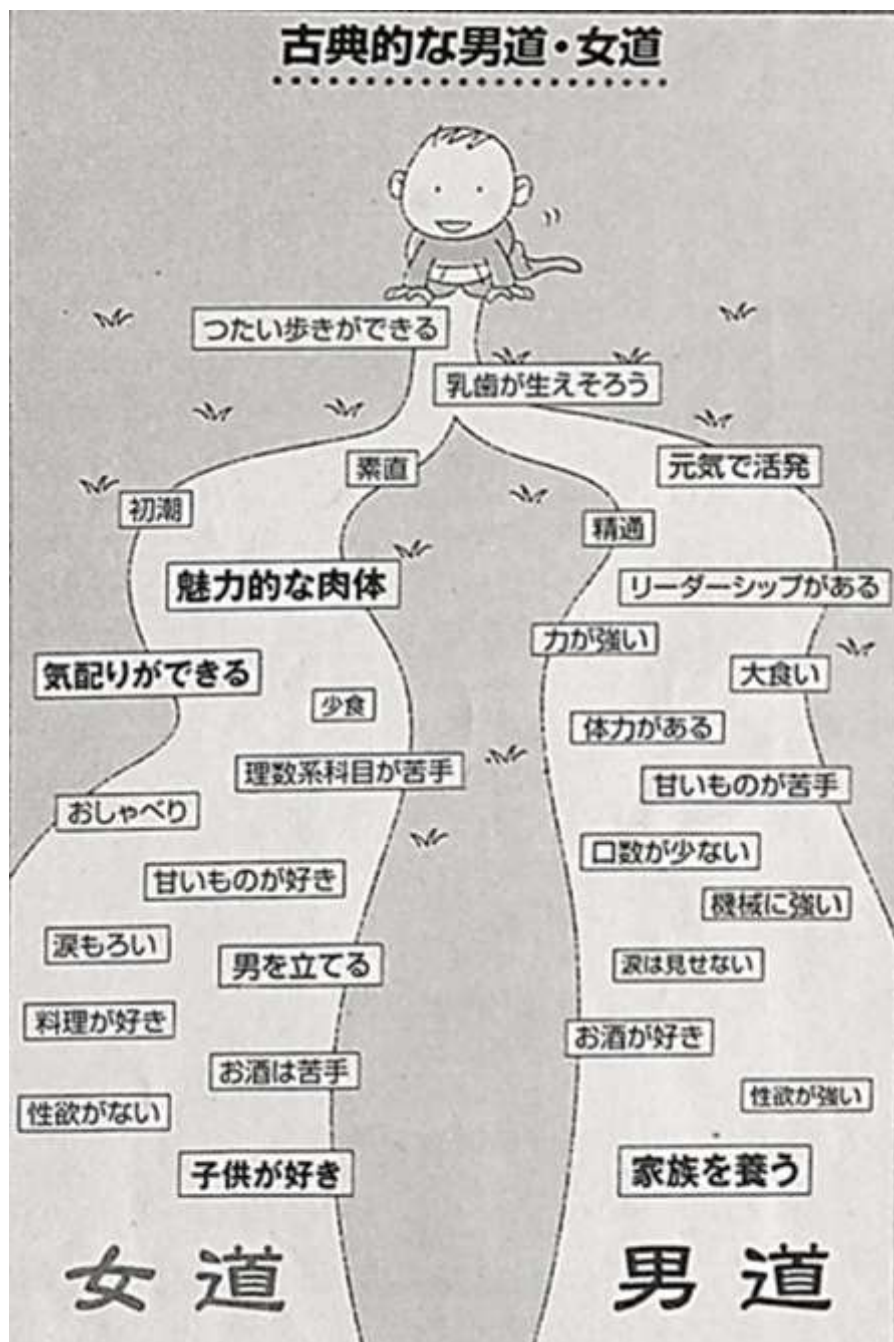 古典的な男道・女道
つたい歩きができる
乳歯が生えそろう
素直
初潮
魅力的な肉体
気配りができる
少食
理数系科目が苦手
おしゃべり
甘いものが好き
涙もろい
男を立てる
料理が好き
お酒は苦手
性欲がない
子供が好き
女道
元気で活発
精通
リーダーシップがある
力が強い
大食い
体力がある
甘いものが苦手
口数が少ない
機械に強い
涙は見せない
お酒が好き
性欲が強い
家族を養う
男道